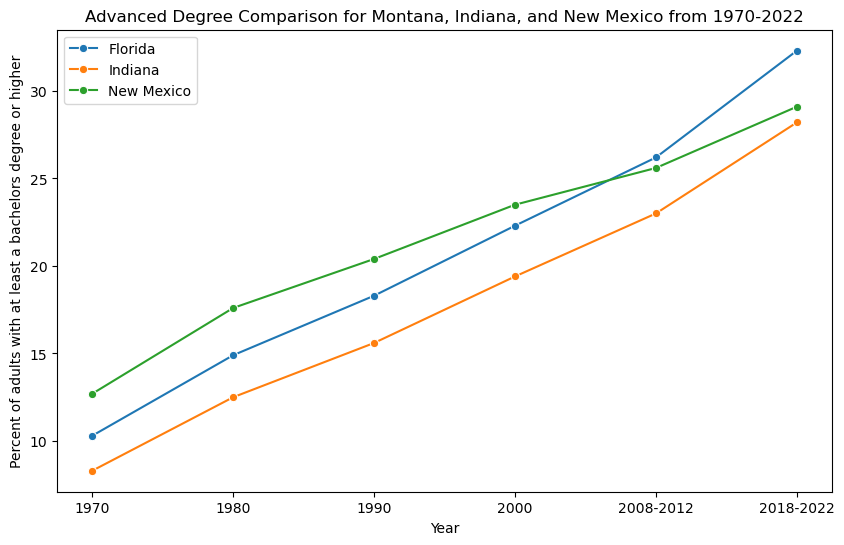 Advanced Degree Comparison for Montana, Indiana, and New Mexico from 1970-2022
Florida
Indiana
New Mexico
Percent of adults with at least a bachelors degree or higher
30
25
20
15
10
1970 1980 1990 2000 2008-2012 2018-2022
Year